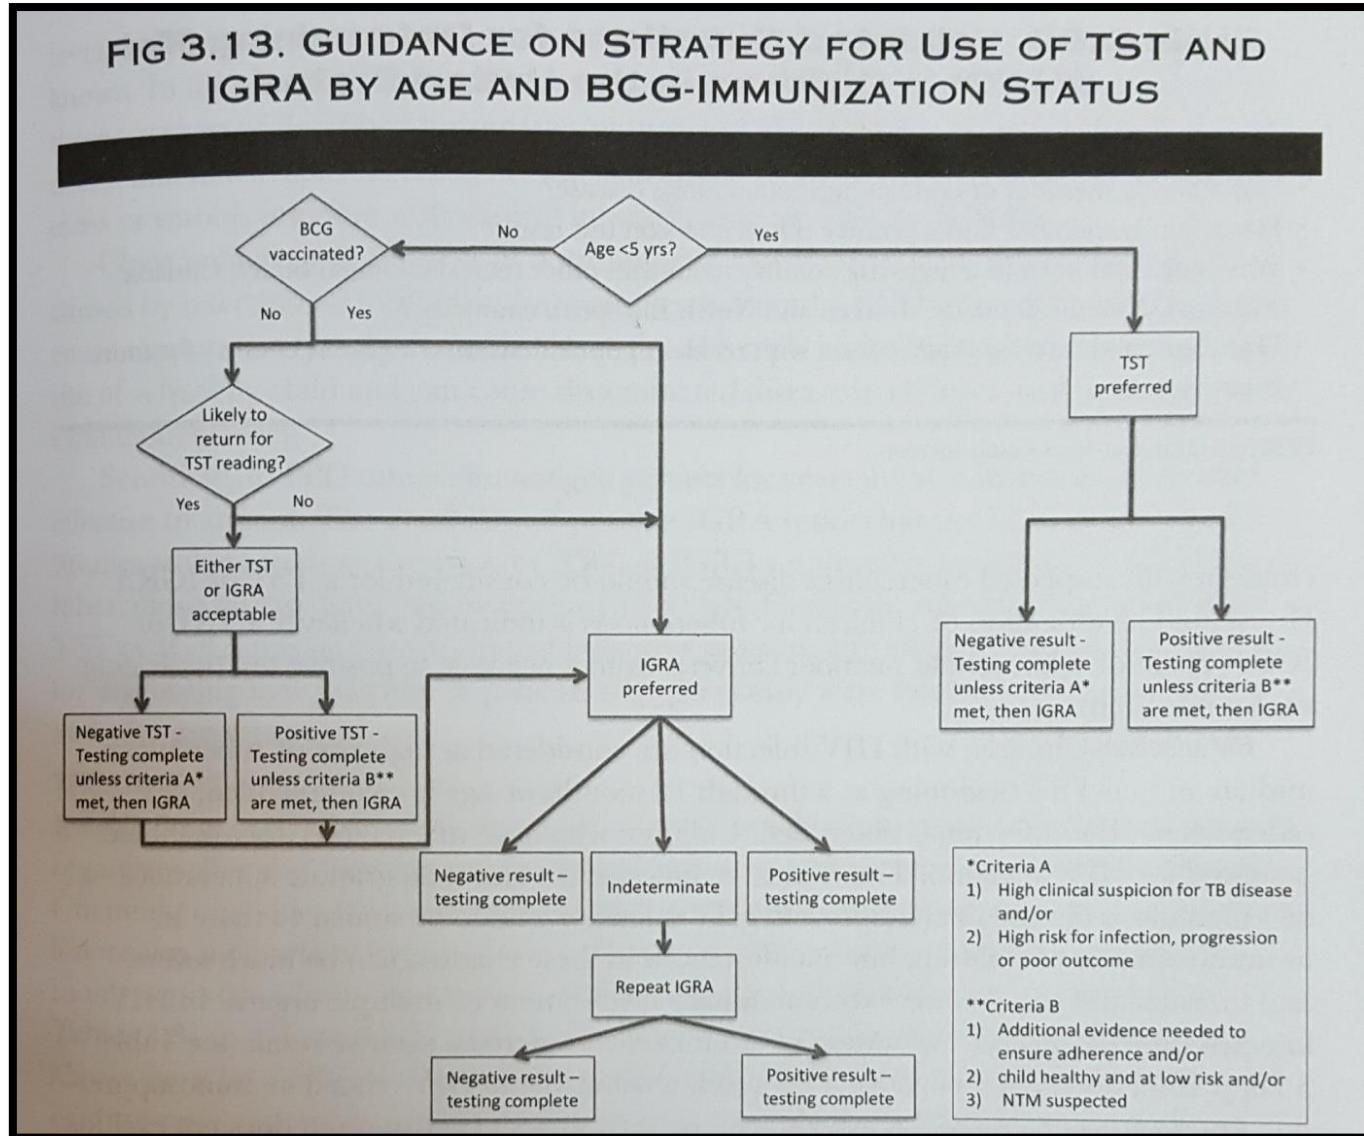 FIG 3.13. GUIDANCE ON STRATEGY FOR USE OF TST AND
IGRA BY AGE AND BCG-IMMUNIZATION STATUS
BCG
vaccinated?
No
Age <5 yrs?
Yes
No
Yes
TST
preferred
Likely to
return for
TST reading?
Yes
No
Either TST
or IGRA
acceptable
IGRA
preferred
Negative result -
Testing complete
unless criteria A*
met, then IGRA
Positive result -
Testing complete
unless criteria B**
are met, then IGRA
Negative TST -
Testing complete
unless criteria A*
met, then IGRA
Positive TST -
Testing complete
unless criteria B**
are met, then IGRA
Negative result –
testing complete
Indeterminate
Positive result –
testing complete
Repeat IGRA
Negative result –
testing complete
Positive result –
testing complete
*Criteria A
1) High clinical suspicion for TB disease
and/or
2) High risk for infection, progression
or poor outcome
**Criteria B
1) Additional evidence needed to
ensure adherence and/or
2) child healthy and at low risk and/or
3) NTM suspected